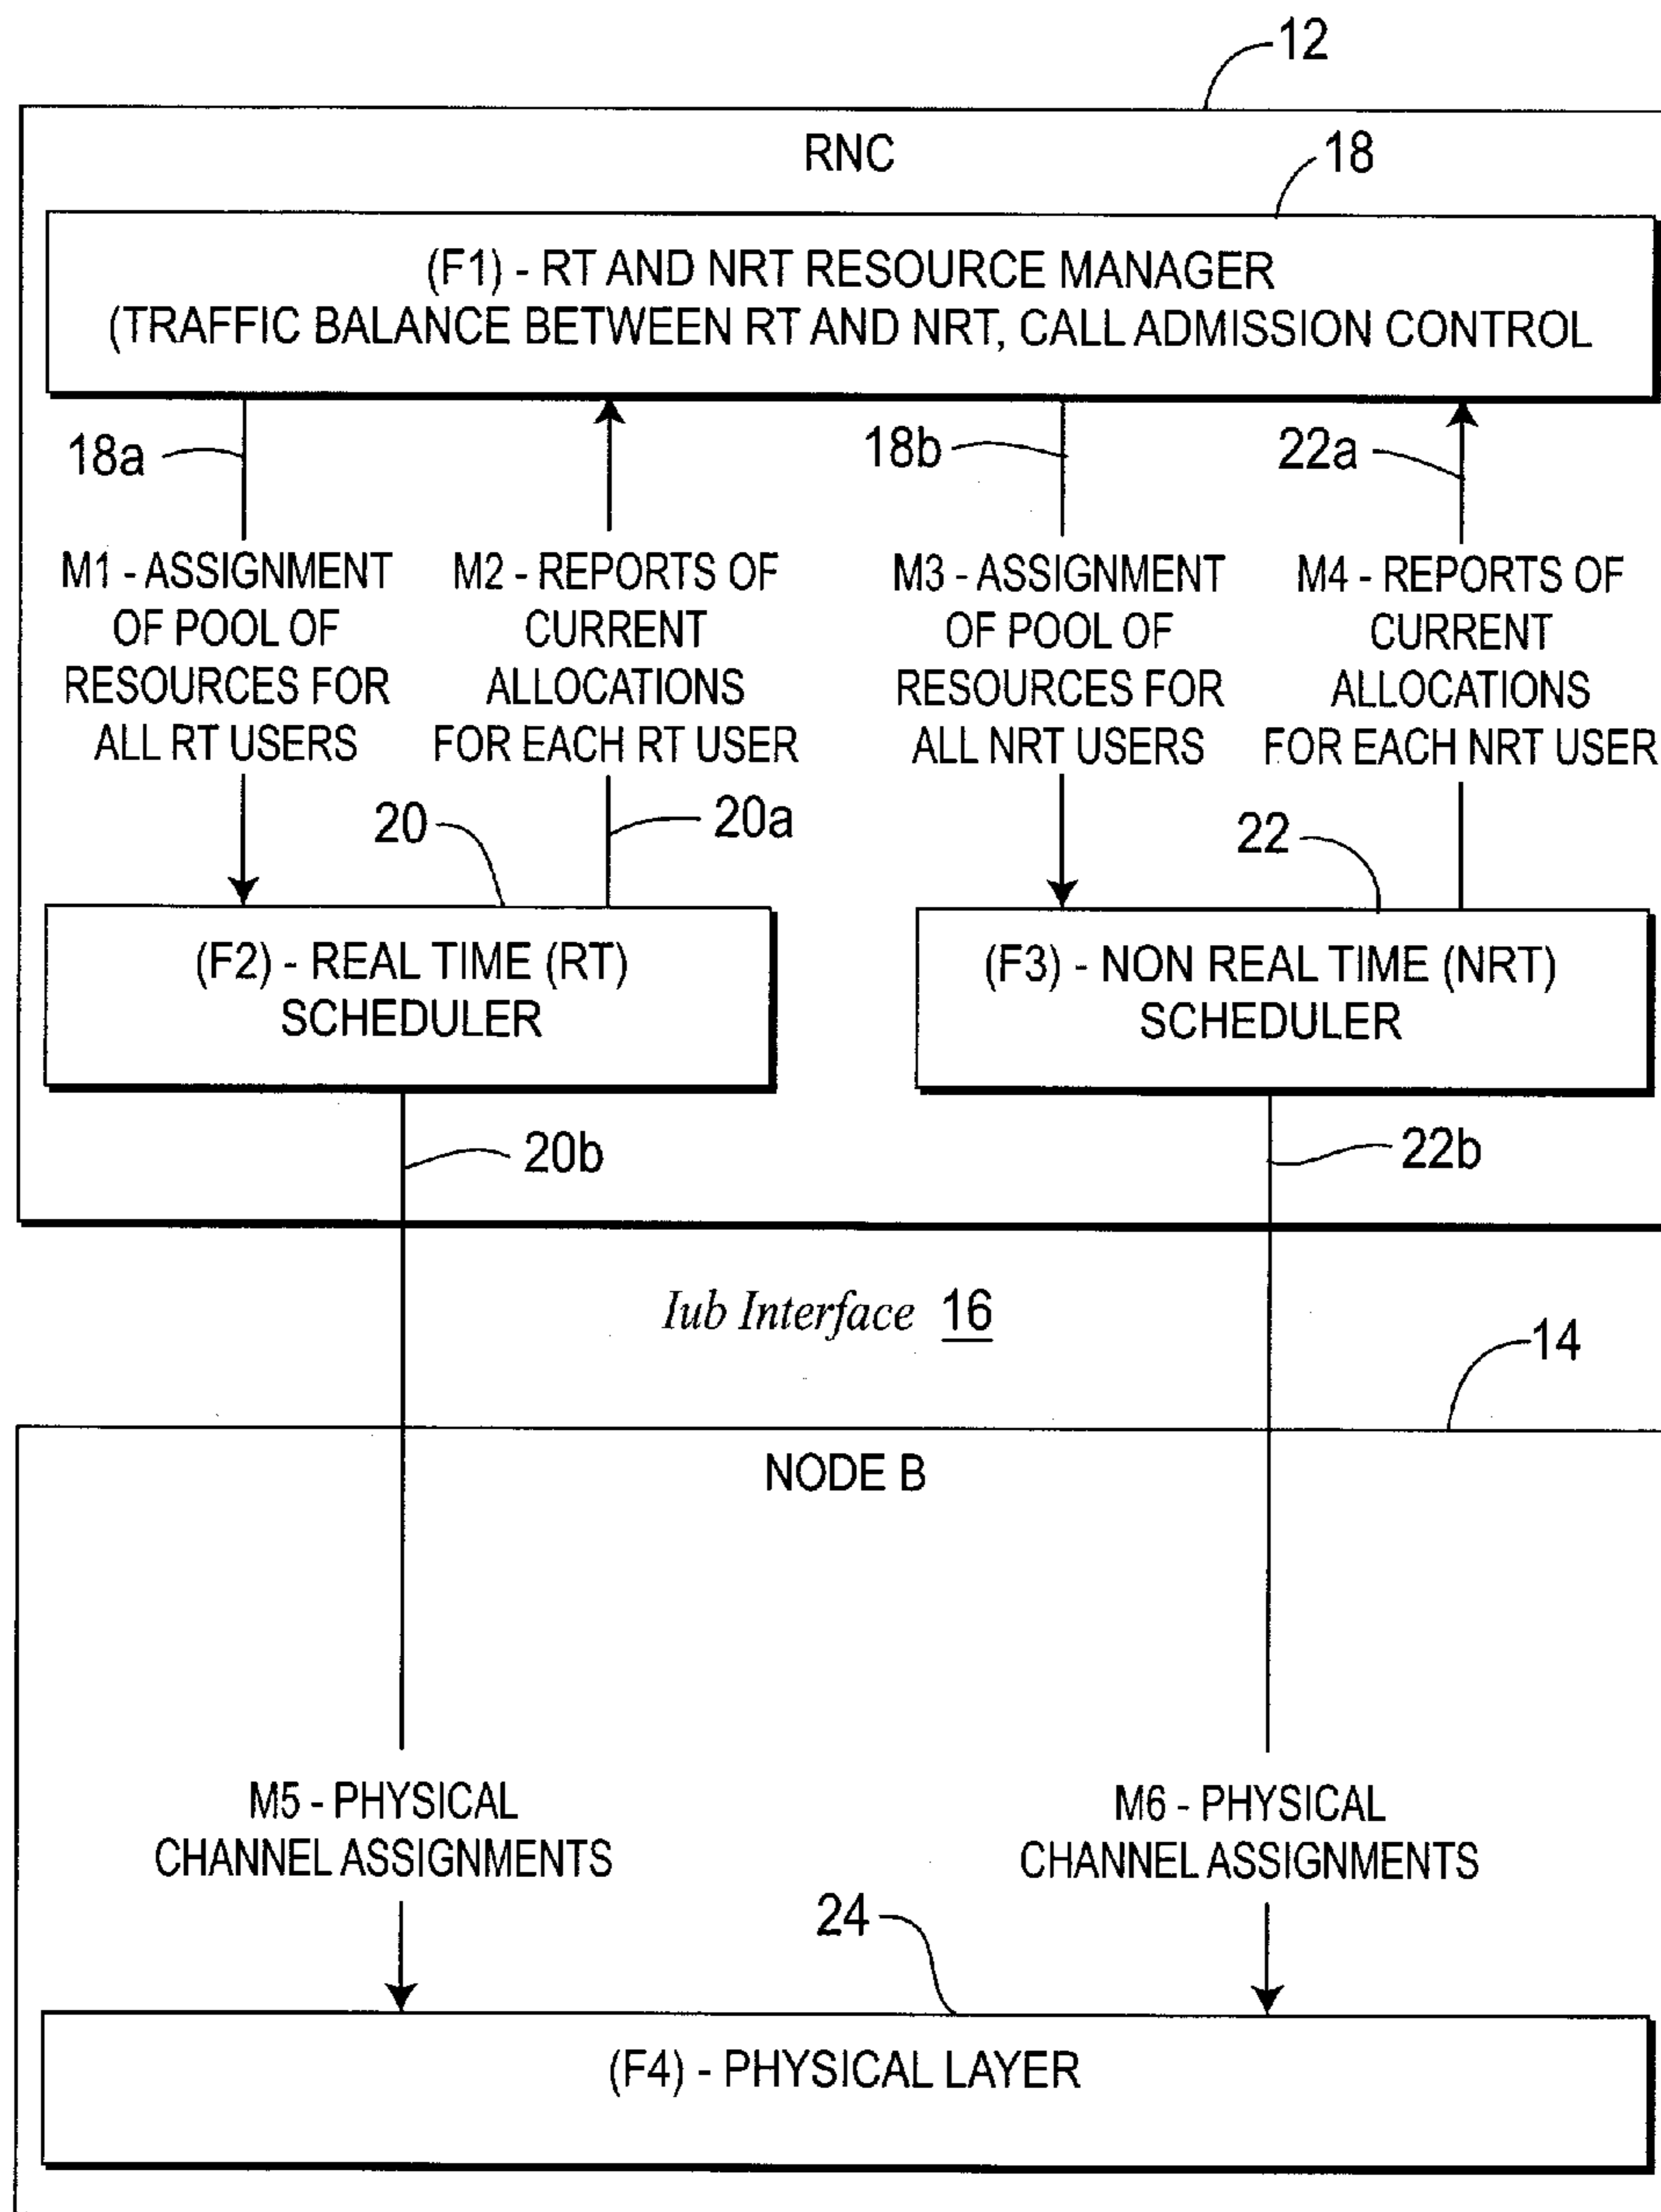 12
RNC
18
(F1) - RT AND NRT RESOURCE MANAGER
(TRAFFIC BALANCE BETWEEN RT AND NRT, CALL ADMISSION CONTROL
18a
18b
22a
M1 - ASSIGNMENT
OF POOL OF
RESOURCES FOR
ALL RT USERS
M2 - REPORTS OF
CURRENT
ALLOCATIONS
FOR EACH RT USER
M3 - ASSIGNMENT
OF POOL OF
RESOURCES FOR
ALL NRT USERS
M4 - REPORTS OF
CURRENT
ALLOCATIONS
FOR EACH NRT USER
20
20a
22
(F2) - REAL TIME (RT)
SCHEDULER
(F3) - NON REAL TIME (NRT)
SCHEDULER
20b
22b
Iub Interface 16
14
NODE B
M5 - PHYSICAL
CHANNEL ASSIGNMENTS
M6 - PHYSICAL
CHANNEL ASSIGNMENTS
24
(F4) - PHYSICAL LAYER